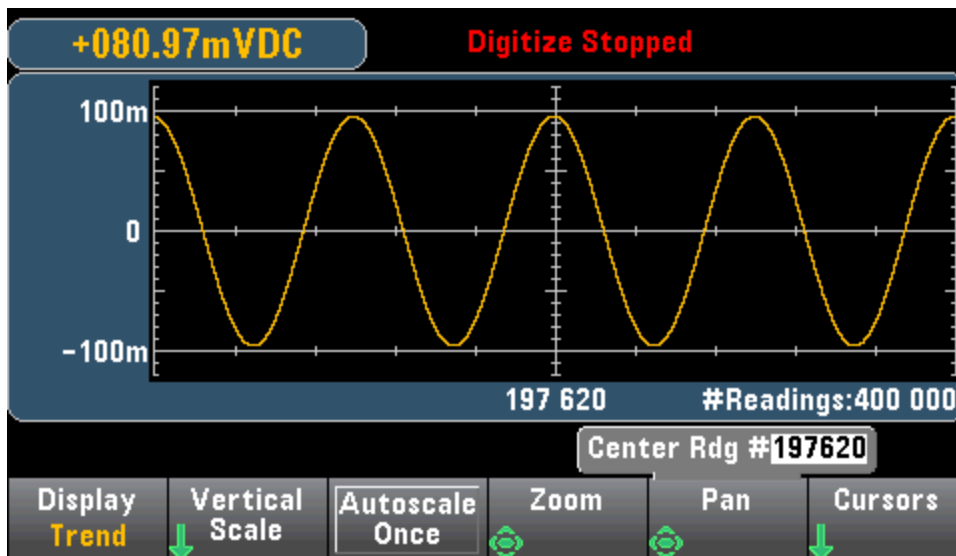 +080.97mVDC
Digitize Stopped
100m
0
-100m
197 620
#Readings:400 000
Center Rdg #197620
Display
Trend
Vertical
Scale
Autoscale
Once
Zoom
Pan
Cursors